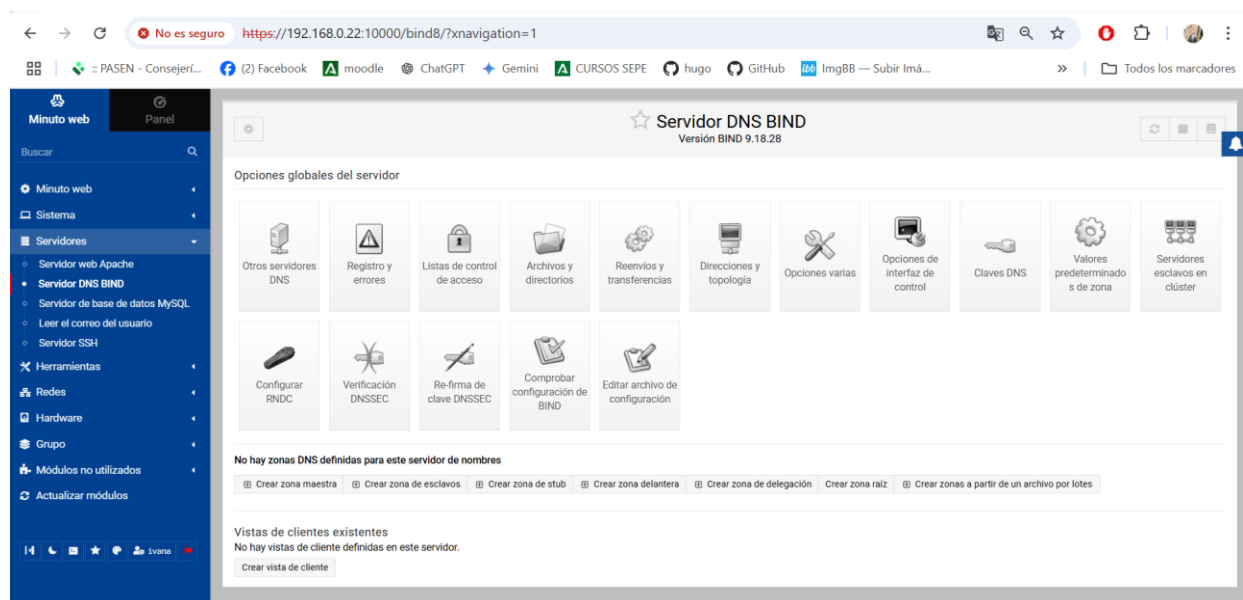 No es seguro https://192.168.0.22:10000/bind8/?xnavigation=1
:: PASEN - Consejerí... (2) Facebook moodle ChatGPT Gemini CURSOS SEPE hugo GitHub ImgBB — Subir Imá... Todos los marcadores
Minuto web
Panel
Buscar
Minuto web
Sistema
Servidores
Servidor web Apache
Servidor DNS BIND
Servidor de base de datos MySQL
Leer el correo del usuario
Servidor SSH
Herramientas
Redes
Hardware
Grupo
Módulos no utilizados
Actualizar módulos
ivana
Servidor DNS BIND
Versión BIND 9.18.28
Opciones globales del servidor
Otros servidores
DNS
Registro y
errores
Listas de control
de acceso
Archivos y
directorios
Reenvíos y
transferencias
Direcciones y
topología
Opciones varias
Opciones de
interfaz de
control
Claves DNS
Valores
predeterminado
s de zona
Servidores
esclavos en
clúster
Configurar
RNDC
Verificación
DNSSEC
Re-firma de
clave DNSSEC
Comprobar
configuración de
BIND
Editar archivo de
configuración
No hay zonas DNS definidas para este servidor de nombres
Crear zona maestra Crear zona de esclavos Crear zona de stub Crear zona delantera Crear zona de delegación Crear zona raíz Crear zonas a partir de un archivo por lotes
Vistas de clientes existentes
No hay vistas de cliente definidas en este servidor.
Crear vista de cliente